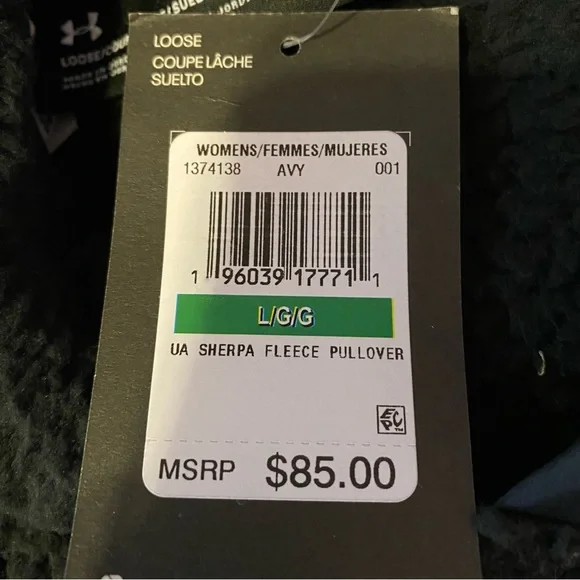 LOOSE
COUPE LÂCHE
SUELTO
WOMENS/FEMMES/MUJERES
1374138 AVY 001
1 96039 17771 1
L/G/G
UA SHERPA FLEECE PULLOVER
EPC™
MSRP $85.00